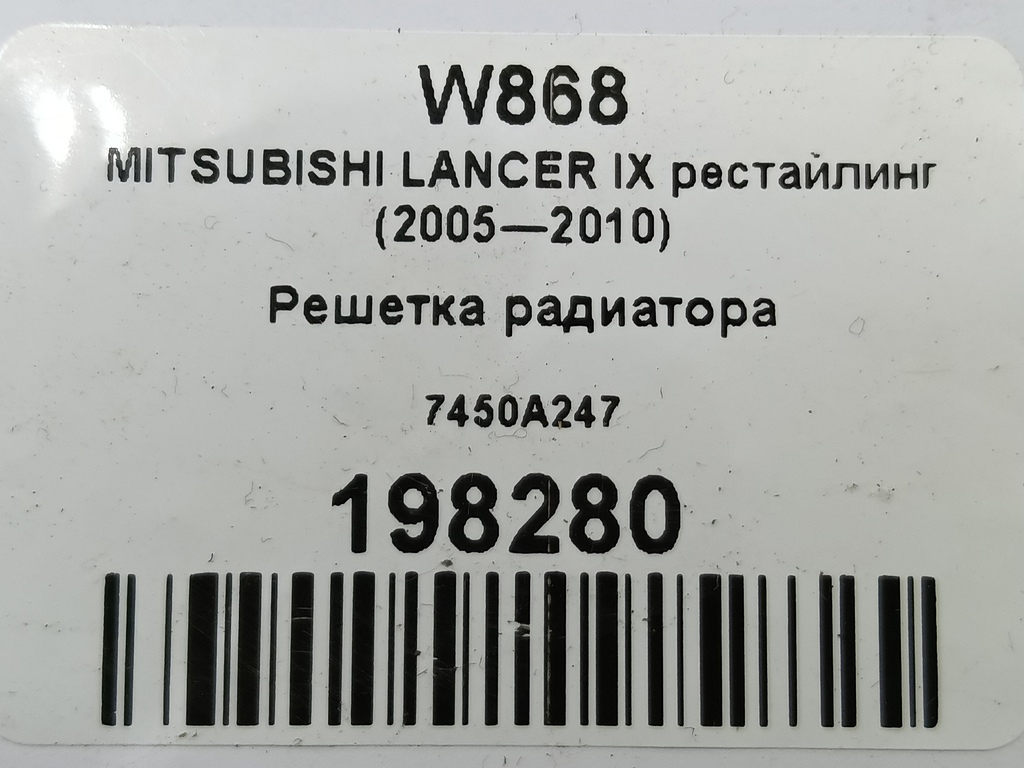 W868
MITSUBISHI LANCER IX рестайлинг
(2005—2010)
Решетка радиатора
7450A247
198280